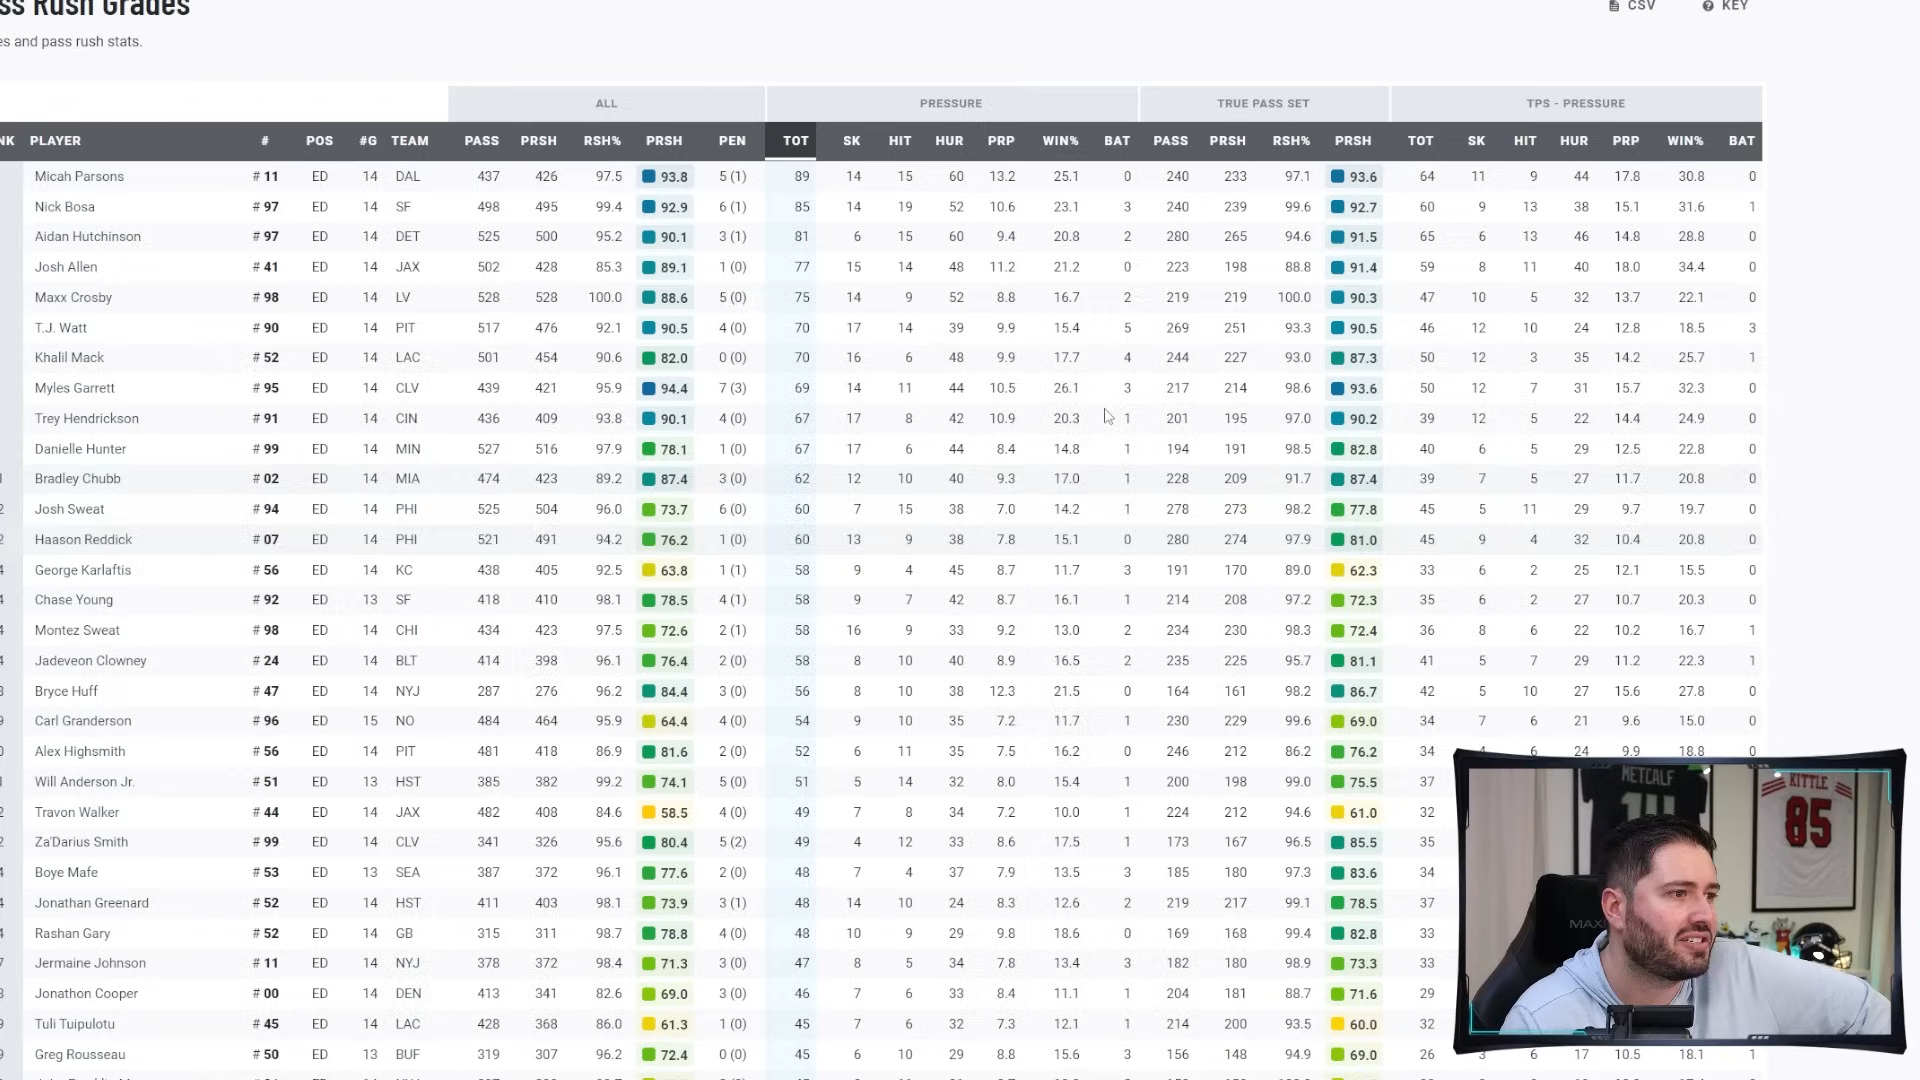 ss Rush Grades
CSV KEY
es and pass rush stats.
ALL PRESSURE TRUE PASS SET TPS - PRESSURE
NK PLAYER # POS #G TEAM PASS PRSH RSH% PRSH PEN TOT SK HIT HUR PRP WIN% BAT PASS PRSH RSH% PRSH TOT SK HIT HUR PRP WIN% BAT
Micah Parsons # 11 ED 14 DAL 437 426 97.5 93.8 5 (1) 89 14 15 60 13.2 25.1 0 240 233 97.1 93.6 64 11 9 44 17.8 30.8 0
Nick Bosa # 97 ED 14 SF 498 495 99.4 92.9 6 (1) 85 14 19 52 10.6 23.1 3 240 239 99.6 92.7 60 9 13 38 15.1 31.6 1
Aidan Hutchinson # 97 ED 14 DET 525 500 95.2 90.1 3 (1) 81 6 15 60 9.4 20.8 2 280 265 94.6 91.5 65 6 13 46 14.8 28.8 0
Josh Allen # 41 ED 14 JAX 502 428 85.3 89.1 1 (0) 77 15 14 48 11.2 21.2 0 223 198 88.8 91.4 59 8 11 40 18.0 34.4 0
Maxx Crosby # 98 ED 14 LV 528 528 100.0 88.6 5 (0) 75 14 9 52 8.8 16.7 2 219 219 100.0 90.3 47 10 5 32 13.7 22.1 0
T.J. Watt # 90 ED 14 PIT 517 476 92.1 90.5 4 (0) 70 17 14 39 9.9 15.4 5 269 251 93.3 90.5 46 12 10 24 12.8 18.5 3
Khalil Mack # 52 ED 14 LAC 501 454 90.6 82.0 0 (0) 70 16 6 48 9.9 17.7 4 244 227 93.0 87.3 50 12 3 35 14.2 25.7 1
Myles Garrett # 95 ED 14 CLV 439 421 95.9 94.4 7 (3) 69 14 11 44 10.5 26.1 3 217 214 98.6 93.6 50 12 7 31 15.7 32.3 0
Trey Hendrickson # 91 ED 14 CIN 436 409 93.8 90.1 4 (0) 67 17 8 42 10.9 20.3 1 201 195 97.0 90.2 39 12 5 22 14.4 24.9 0
Danielle Hunter # 99 ED 14 MIN 527 516 97.9 78.1 1 (0) 67 17 6 44 8.4 14.8 1 194 191 98.5 82.8 40 6 5 29 12.5 22.8 0
1 Bradley Chubb # 02 ED 14 MIA 474 423 89.2 87.4 3 (0) 62 12 10 40 9.3 17.0 1 228 209 91.7 87.4 39 7 5 27 11.7 20.8 0
2 Josh Sweat # 94 ED 14 PHI 525 504 96.0 73.7 6 (0) 60 7 15 38 7.0 14.2 1 278 273 98.2 77.8 45 5 11 29 9.7 19.7 0
2 Haason Reddick # 07 ED 14 PHI 521 491 94.2 76.2 1 (0) 60 13 9 38 7.8 15.1 0 280 274 97.9 81.0 45 9 4 32 10.4 20.8 0
4 George Karlaftis # 56 ED 14 KC 438 405 92.5 63.8 1 (1) 58 9 4 45 8.7 11.7 3 191 170 89.0 62.3 33 6 2 25 12.1 15.5 0
4 Chase Young # 92 ED 13 SF 418 410 98.1 78.5 4 (1) 58 9 7 42 8.7 16.1 1 214 208 97.2 72.3 35 6 2 27 10.7 20.3 0
4 Montez Sweat # 98 ED 14 CHI 434 423 97.5 72.6 2 (1) 58 16 9 33 9.2 13.0 2 234 230 98.3 72.4 36 8 6 22 10.2 16.7 1
4 Jadeveon Clowney # 24 ED 14 BLT 414 398 96.1 76.4 2 (0) 58 8 10 40 8.9 16.5 2 235 225 95.7 81.1 41 5 7 29 11.2 22.3 1
8 Bryce Huff # 47 ED 14 NYJ 287 276 96.2 84.4 3 (0) 56 8 10 38 12.3 21.5 0 164 161 98.2 86.7 42 5 10 27 15.6 27.8 0
9 Carl Granderson # 96 ED 15 NO 484 464 95.9 64.4 4 (0) 54 9 10 35 7.2 11.7 1 230 229 99.6 69.0 34 7 6 21 9.6 15.0 0
0 Alex Highsmith # 56 ED 14 PIT 481 418 86.9 81.6 2 (0) 52 6 11 35 7.5 16.2 0 246 212 86.2 76.2 34 4 6 24 9.9 18.8 0
1 Will Anderson Jr. # 51 ED 13 HST 385 382 99.2 74.1 5 (0) 51 5 14 32 8.0 15.4 1 200 198 99.0 75.5 37
2 Travon Walker # 44 ED 14 JAX 482 408 84.6 58.5 4 (0) 49 7 8 34 7.2 10.0 1 224 212 94.6 61.0 32
2 Za'Darius Smith # 99 ED 14 CLV 341 326 95.6 80.4 5 (2) 49 4 12 33 8.6 17.5 1 173 167 96.5 85.5 35
4 Boye Mafe # 53 ED 13 SEA 387 372 96.1 77.6 2 (0) 48 7 4 37 7.9 13.5 3 185 180 97.3 83.6 34
4 Jonathan Greenard # 52 ED 14 HST 411 403 98.1 73.9 3 (1) 48 14 10 24 8.3 12.6 2 219 217 99.1 78.5 37
4 Rashan Gary # 52 ED 14 GB 315 311 98.7 78.8 4 (0) 48 10 9 29 9.8 18.6 0 169 168 99.4 82.8 33
7 Jermaine Johnson # 11 ED 14 NYJ 378 372 98.4 71.3 3 (0) 47 8 5 34 7.8 13.4 3 182 180 98.9 73.3 33
8 Jonathon Cooper # 00 ED 14 DEN 413 341 82.6 69.0 3 (0) 46 7 6 33 8.4 11.1 1 204 181 88.7 71.6 29
9 Tuli Tuipulotu # 45 ED 14 LAC 428 368 86.0 61.3 1 (0) 45 7 6 32 7.3 12.1 1 214 200 93.5 60.0 32
9 Greg Rousseau # 50 ED 13 BUF 319 307 96.2 72.4 0 (0) 45 6 10 29 8.8 15.6 3 156 148 94.9 69.0 26 3 6 17 10.5 18.1 1
METCALF
14
KITTLE
85
MAX